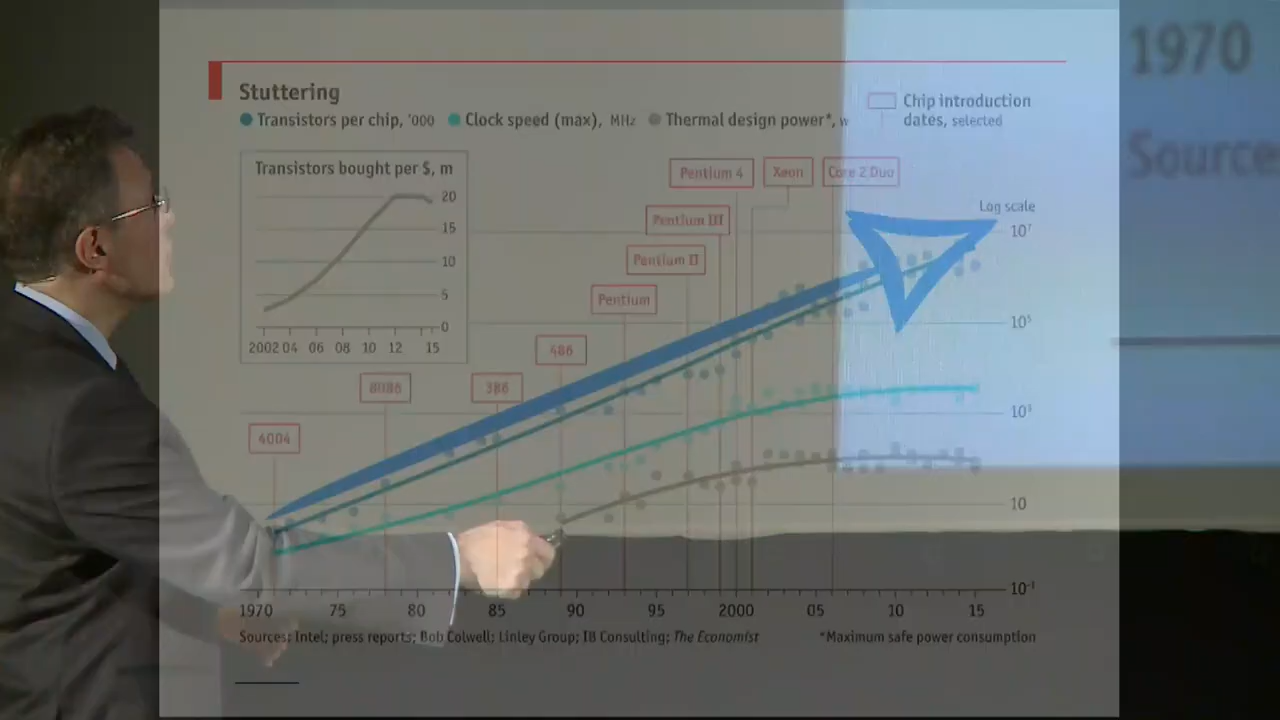 1970
Source
Stuttering
Transistors per chip, '000
Clock speed (max), MHz
Thermal design power*, w
Chip introduction
dates, selected
Transistors bought per $, m
20
15
10
5
0
2002 04 06 08 10 12 15
Pentium 4
Xeon
Core 2 Duo
Pentium III
Pentium II
Pentium
486
386
8086
4004
Log scale
10⁷
10⁵
10³
10
10⁻¹
1970 75 80 85 90 95 2000 05 10 15
Sources: Intel; press reports; Bob Colwell; Linley Group; IB Consulting; The Economist
*Maximum safe power consumption